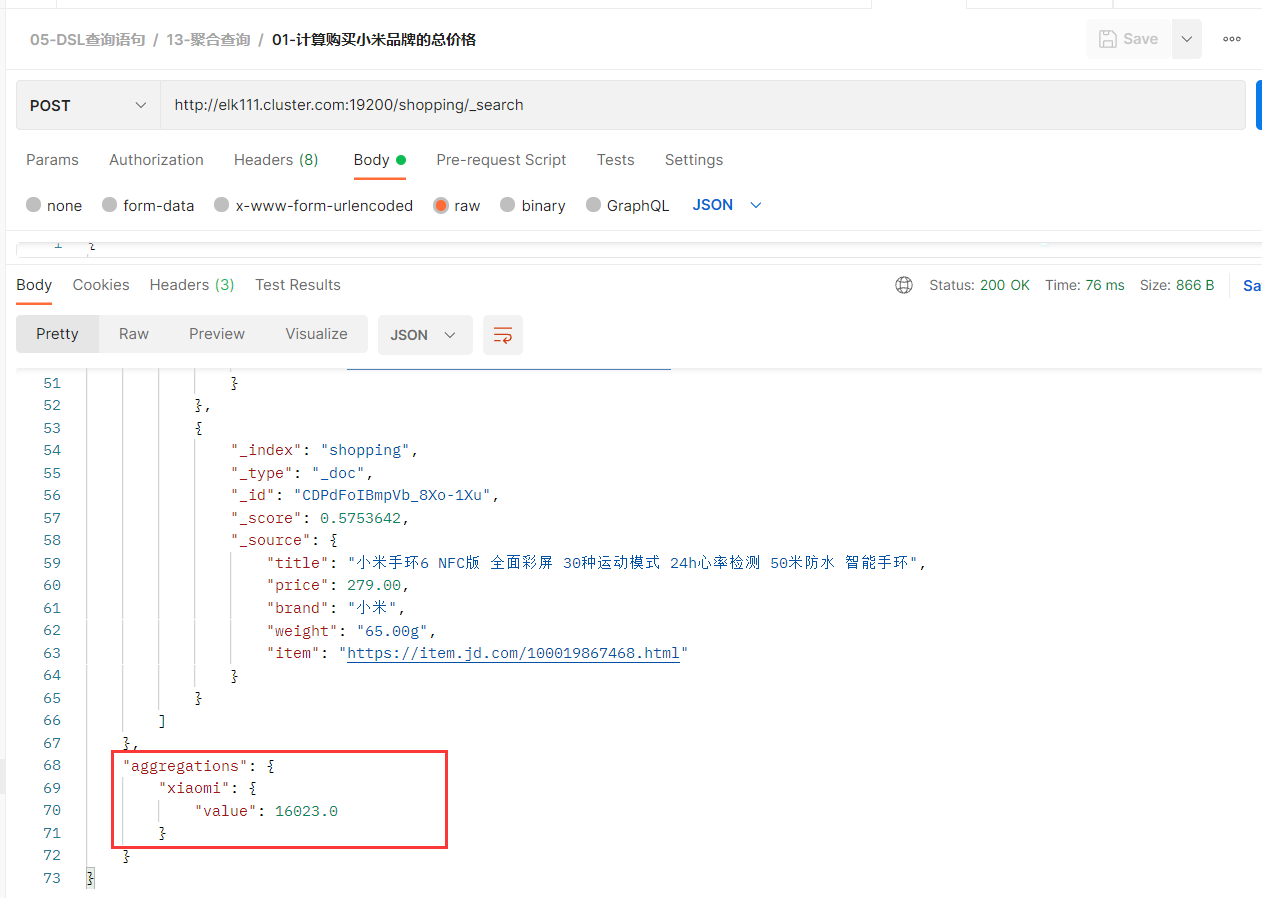 05-DSL查询语句 / 13-聚合查询 / 01-计算购买小米品牌的总价格
Save
POST http://elk111.cluster.com:19200/shopping/_search
Params Authorization Headers (8) Body Pre-request Script Tests Settings
none form-data x-www-form-urlencoded raw binary GraphQL JSON
1 {
Body Cookies Headers (3) Test Results Status: 200 OK Time: 76 ms Size: 866 B Sa
Pretty Raw Preview Visualize JSON
51 }
52 },
53 {
54 "_index": "shopping",
55 "_type": "_doc",
56 "_id": "CDPdFoIBmpVb_8Xo-1Xu",
57 "_score": 0.5753642,
58 "_source": {
59 "title": "小米手环6 NFC版 全面彩屏 30种运动模式 24h心率检测 50米防水 智能手环",
60 "price": 279.00,
61 "brand": "小米",
62 "weight": "65.00g",
63 "item": "https://item.jd.com/100019867468.html"
64 }
65 }
66 ]
67 },
68 "aggregations": {
69 "xiaomi": {
70 "value": 16023.0
71 }
72 }
73 }